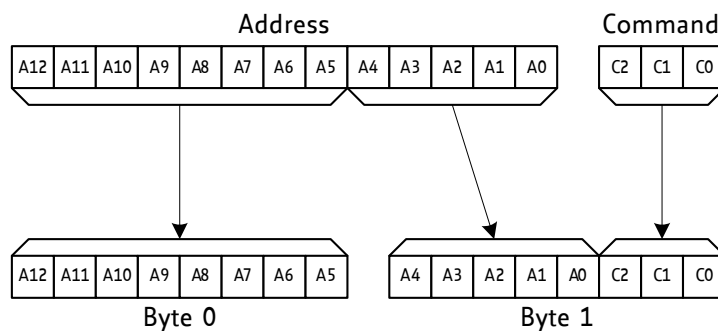 Address Command
A12 A11 A10 A9 A8 A7 A6 A5 A4 A3 A2 A1 A0 C2 C1 C0
A12 A11 A10 A9 A8 A7 A6 A5 A4 A3 A2 A1 A0 C2 C1 C0
Byte 0 Byte 1